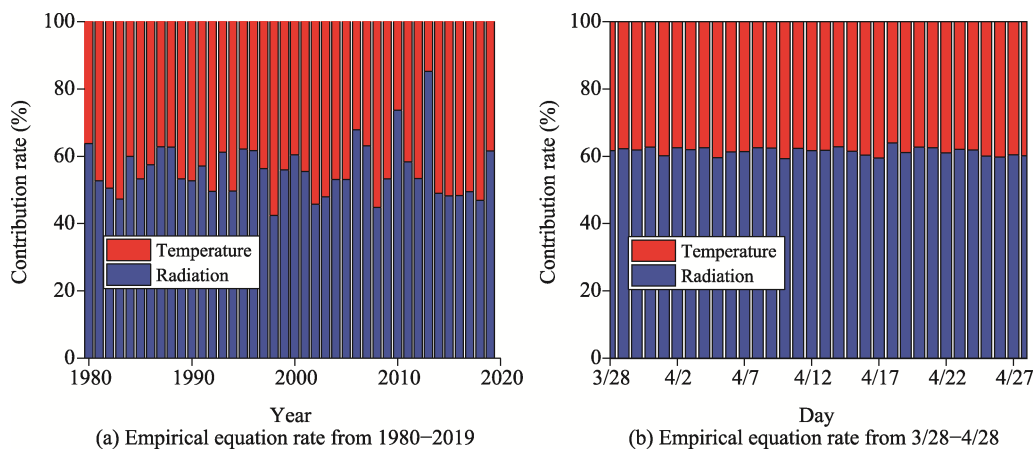 100
80
60
40
20
0
Contribution rate (%)
Temperature
Radiation
1980
1990
2000
2010
2020
Year
(a) Empirical equation rate from 1980−2019
100
80
60
40
20
0
Contribution rate (%)
Temperature
Radiation
3/28
4/2
4/7
4/12
4/17
4/22
4/27
Day
(b) Empirical equation rate from 3/28−4/28